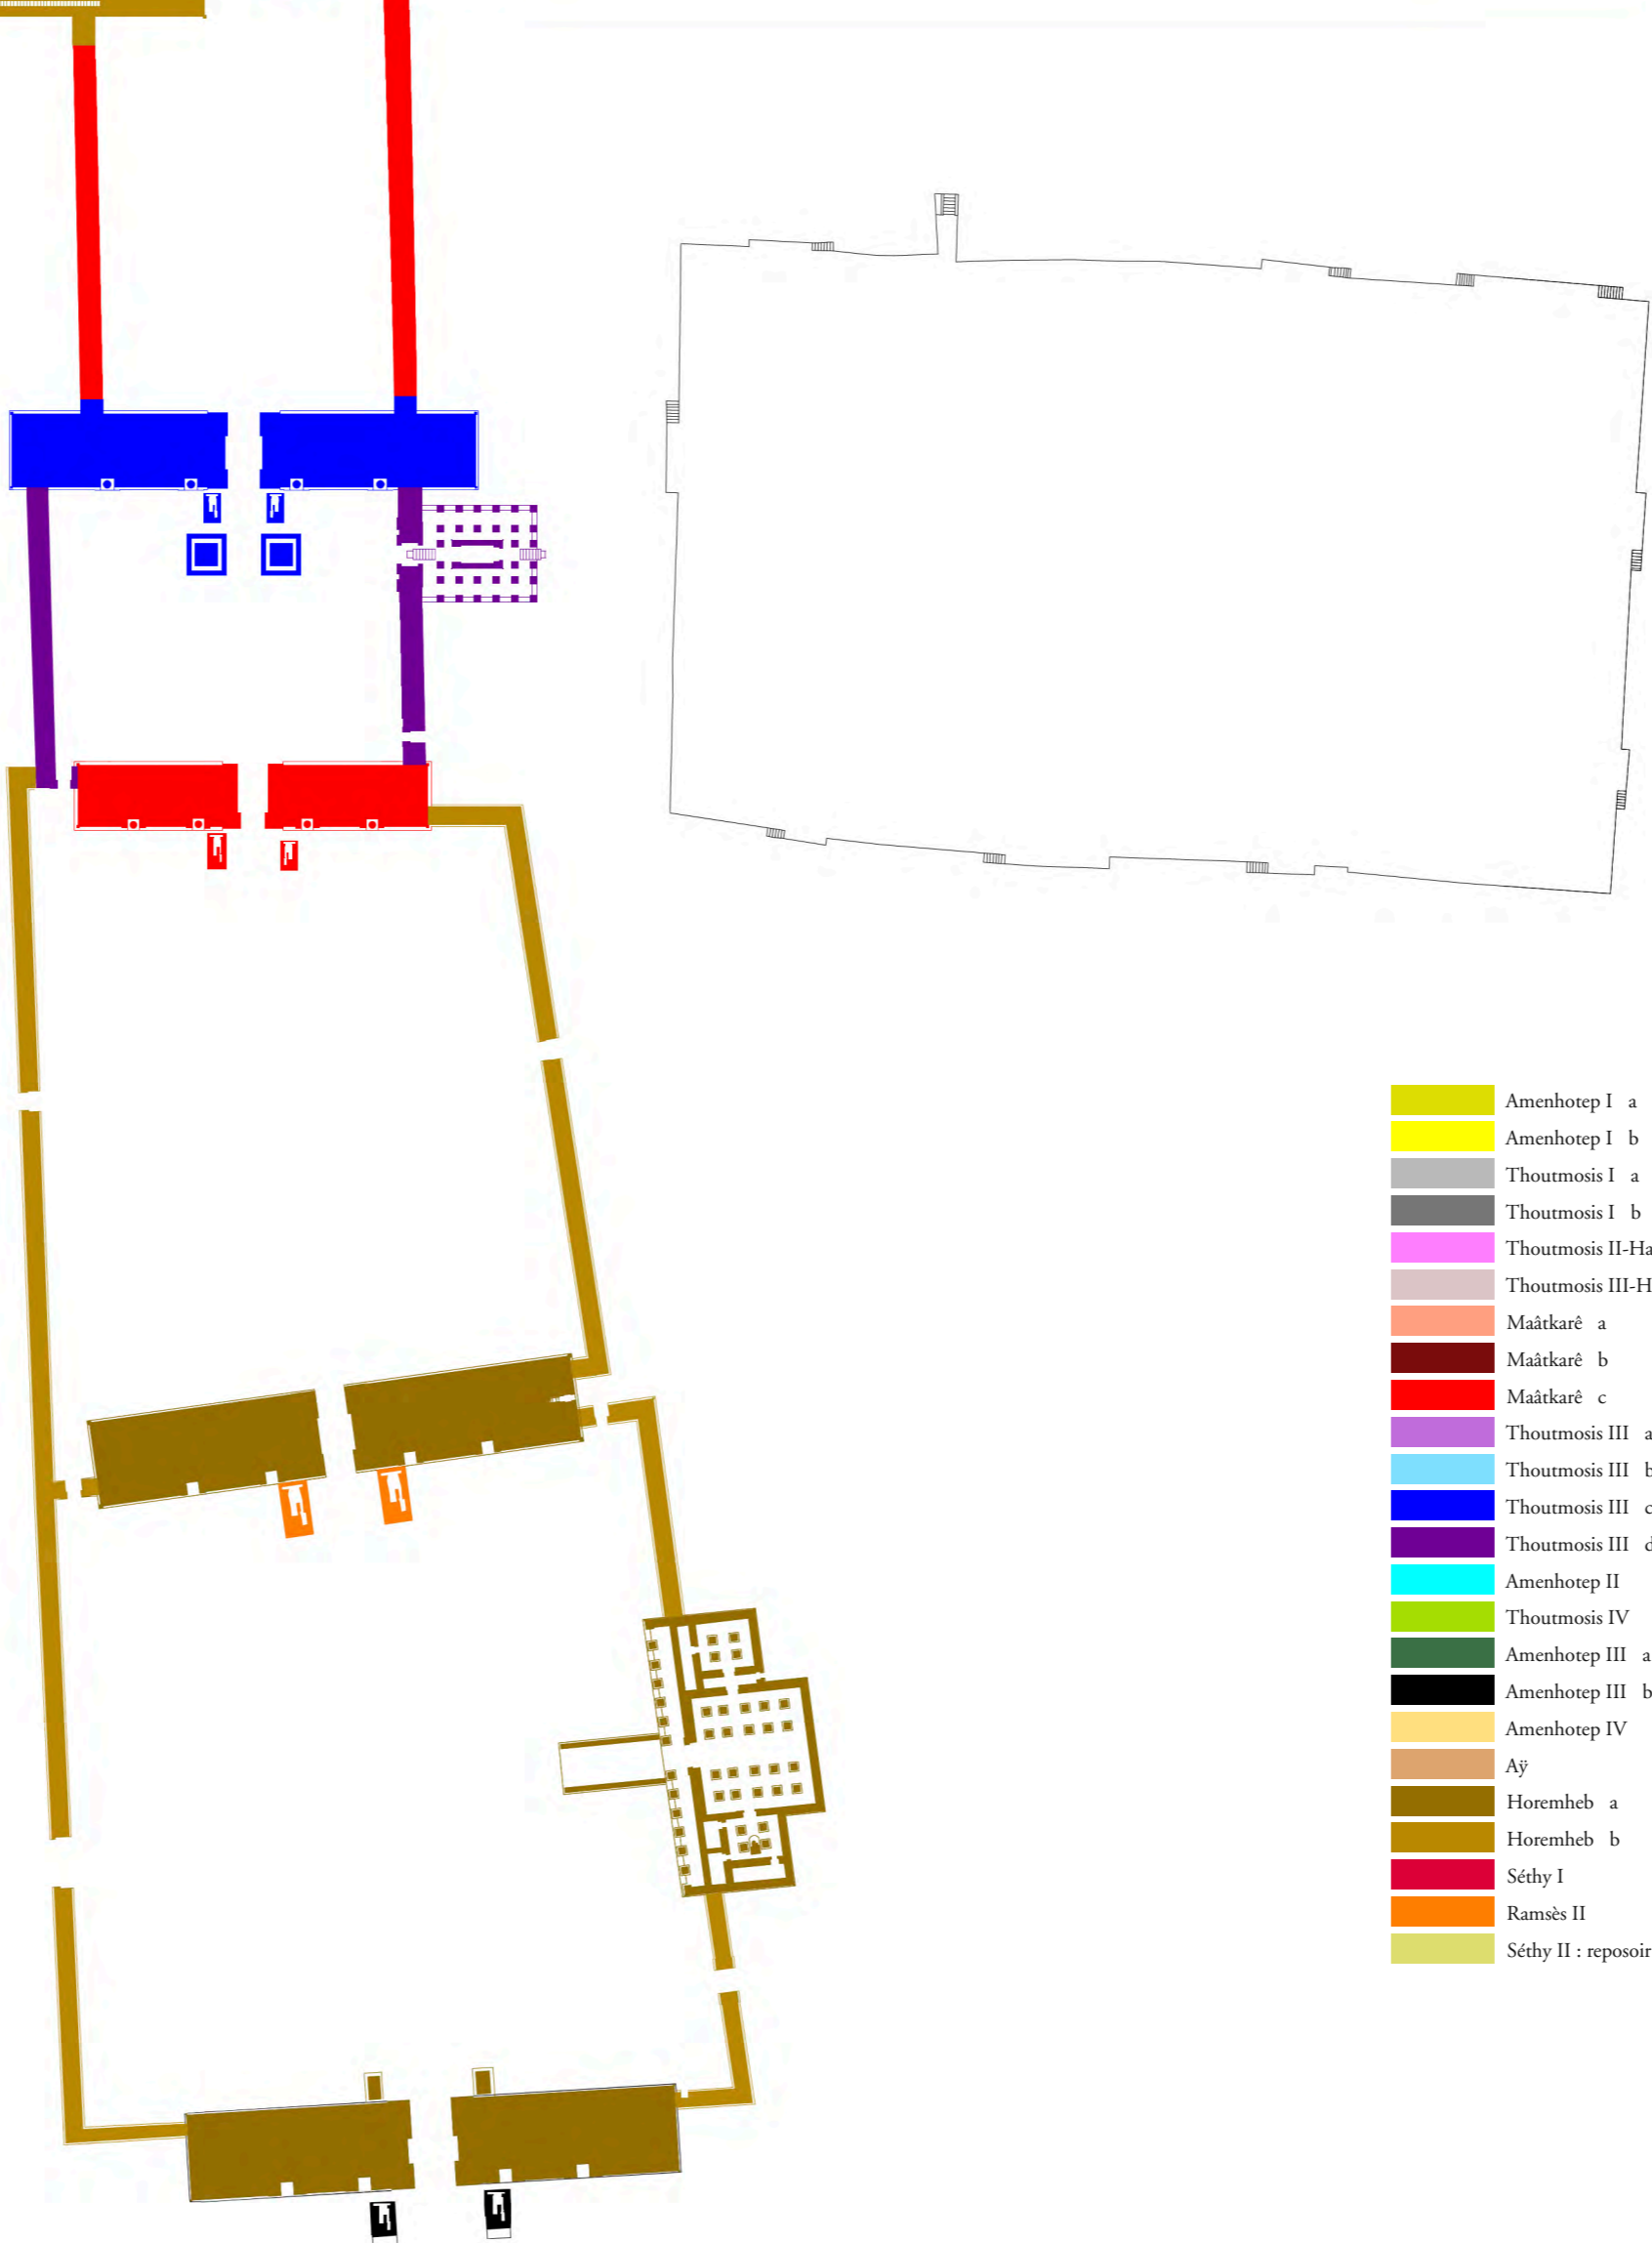 Amenhotep I a
Amenhotep I b
Thoutmosis I a
Thoutmosis I b
Thoutmosis II-Ha
Thoutmosis III-H
Maâtkarê a
Maâtkarê b
Maâtkarê c
Thoutmosis III a
Thoutmosis III b
Thoutmosis III c
Thoutmosis III d
Amenhotep II
Thoutmosis IV
Amenhotep III a
Amenhotep III b
Amenhotep IV
Aÿ
Horemheb a
Horemheb b
Séthy I
Ramsès II
Séthy II : reposoir